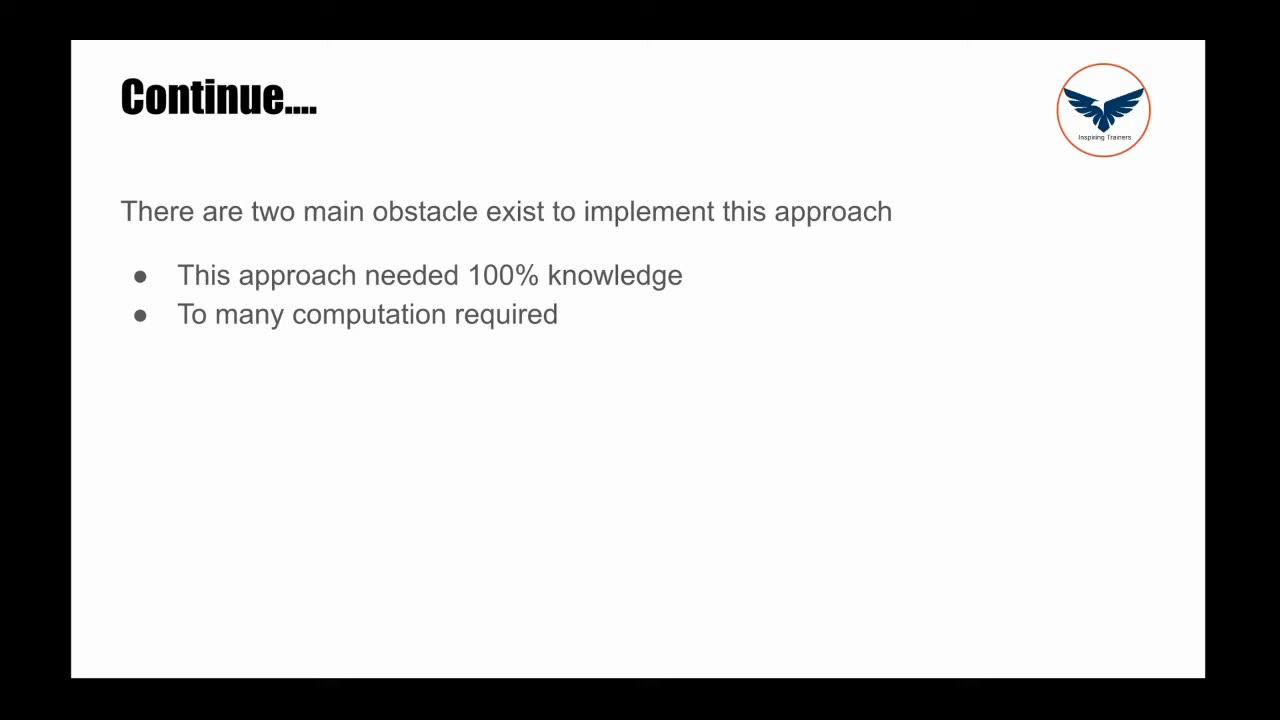 Continue....
Inspiring Trainers
There are two main obstacle exist to implement this approach
● This approach needed 100% knowledge
● To many computation required